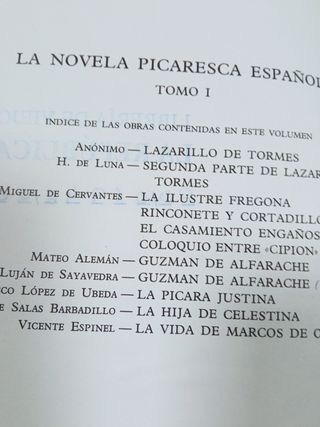 LA NOVELA PICARESCA ESPAÑOL
TOMO I
INDICE DE LAS OBRAS CONTENIDAS EN ESTE VOLUMEN
ANÓNIMO — LAZARILLO DE TORMES
H. DE LUNA — SEGUNDA PARTE DE LAZAR
TORMES
MIGUEL DE CERVANTES — LA ILUSTRE FREGONA
RINCONETE Y CORTADILLO
EL CASAMIENTO ENGAÑOS
COLOQUIO ENTRE «CIPION»
MATEO ALEMÁN — GUZMAN DE ALFARACHE
LUJÁN DE SAYAVEDRA — GUZMAN DE ALFARACHE (
CO LÓPEZ DE UBEDA — LA PICARA JUSTINA
E SALAS BARBADILLO — LA HIJA DE CELESTINA
VICENTE ESPINEL — LA VIDA DE MARCOS DE O